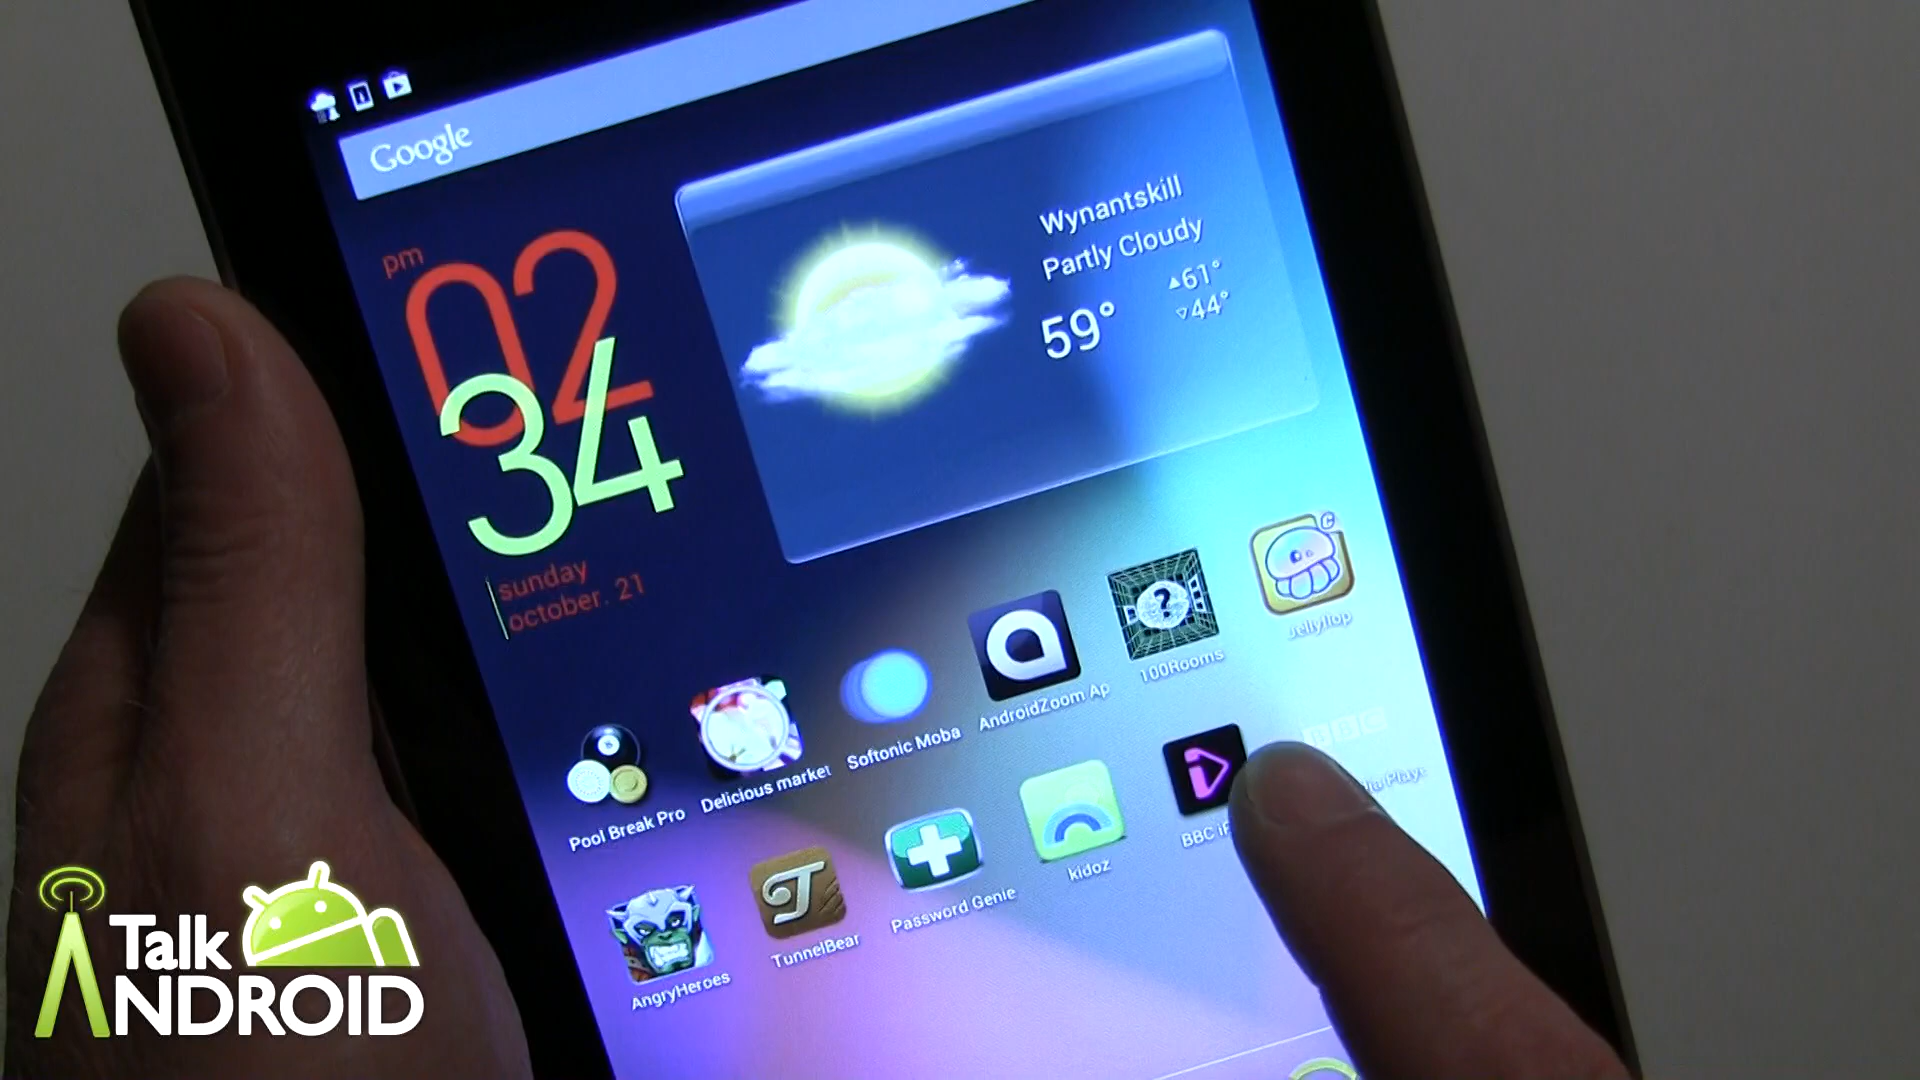 Google
pm
02
34
sunday
october. 21
Wynantskill
Partly Cloudy
59°
▲61°
▽44°
Pool Break Pro
Delicious market
Softonic Moba
AndroidZoom Ap
100Rooms
Jellyflop
AngryHeroes
TunnelBear
Password Genie
kidoz
BBC
BBC
Talk
ANDROID